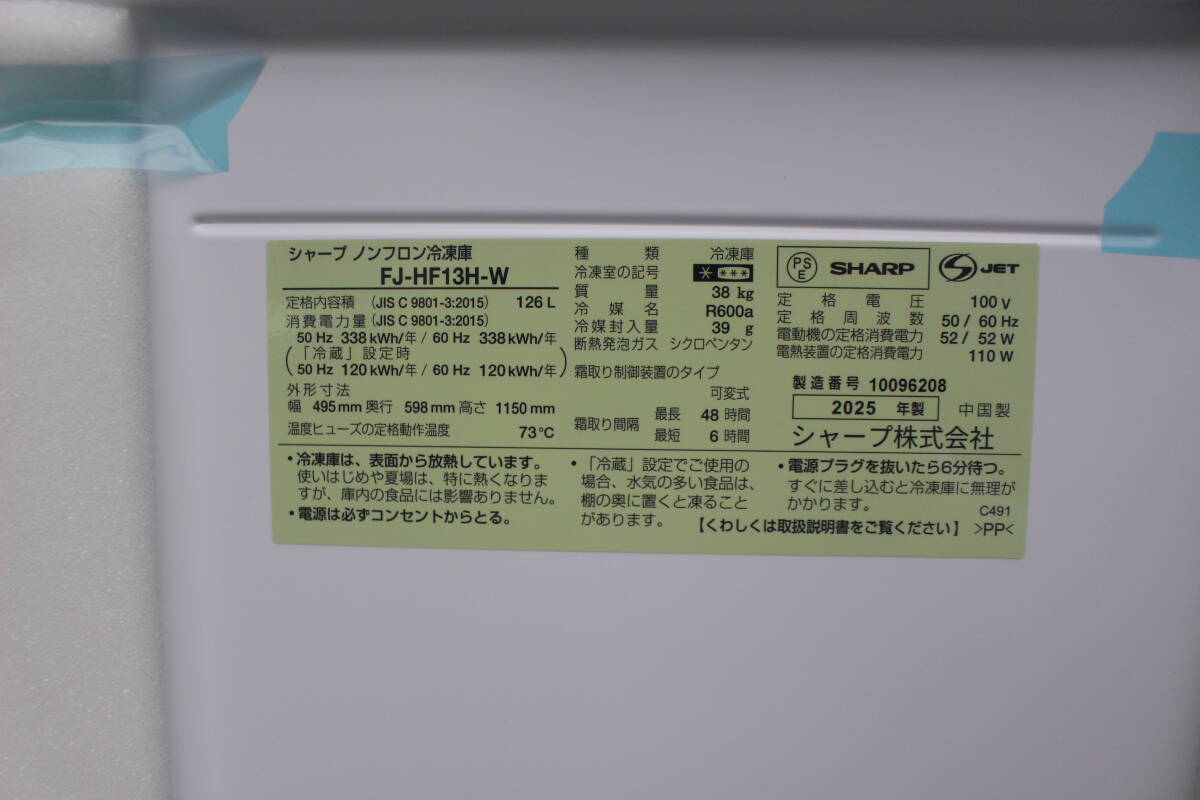 シャープ ノンフロン冷凍庫
FJ-HF13H-W
定格内容積 (JIS C 9801-3:2015) 126 L
消費電力量 (JIS C 9801-3:2015)
50 Hz 338 kWh/年 / 60 Hz 338 kWh/年
(「冷蔵」設定時
50 Hz 120 kWh/年 / 60 Hz 120 kWh/年)
外形寸法
幅 495 mm 奥行 598 mm 高さ 1150 mm
温度ヒューズの定格動作温度 73℃
種類 冷凍庫
冷凍室の記号 * ***
質量 38 kg
冷媒名 R600a
冷媒封入量 39 g
断熱発泡ガス シクロペンタン
霜取り制御装置のタイプ
可変式
霜取り間隔 最長 48 時間
最短 6 時間
PSE SHARP S JET
定格電圧 100 V
定格周波数 50 / 60 Hz
電動機の定格消費電力 52 / 52 W
電熱装置の定格消費電力 110 W
製造番号 10096208
2025 年製 中国製
シャープ株式会社
・冷凍庫は、表面から放熱しています。
使いはじめや夏場は、特に熱くなりま
すが、庫内の食品には影響ありません。
・電源は必ずコンセントからとる。
・「冷蔵」設定でご使用の
場合、水気の多い食品は、
棚の奥に置くと凍ること
があります。
・電源プラグを抜いたら6分待つ。
すぐに差し込むと冷凍庫に無理が
かかります。
C491
【くわしくは取扱説明書をご覧ください】 >PP<